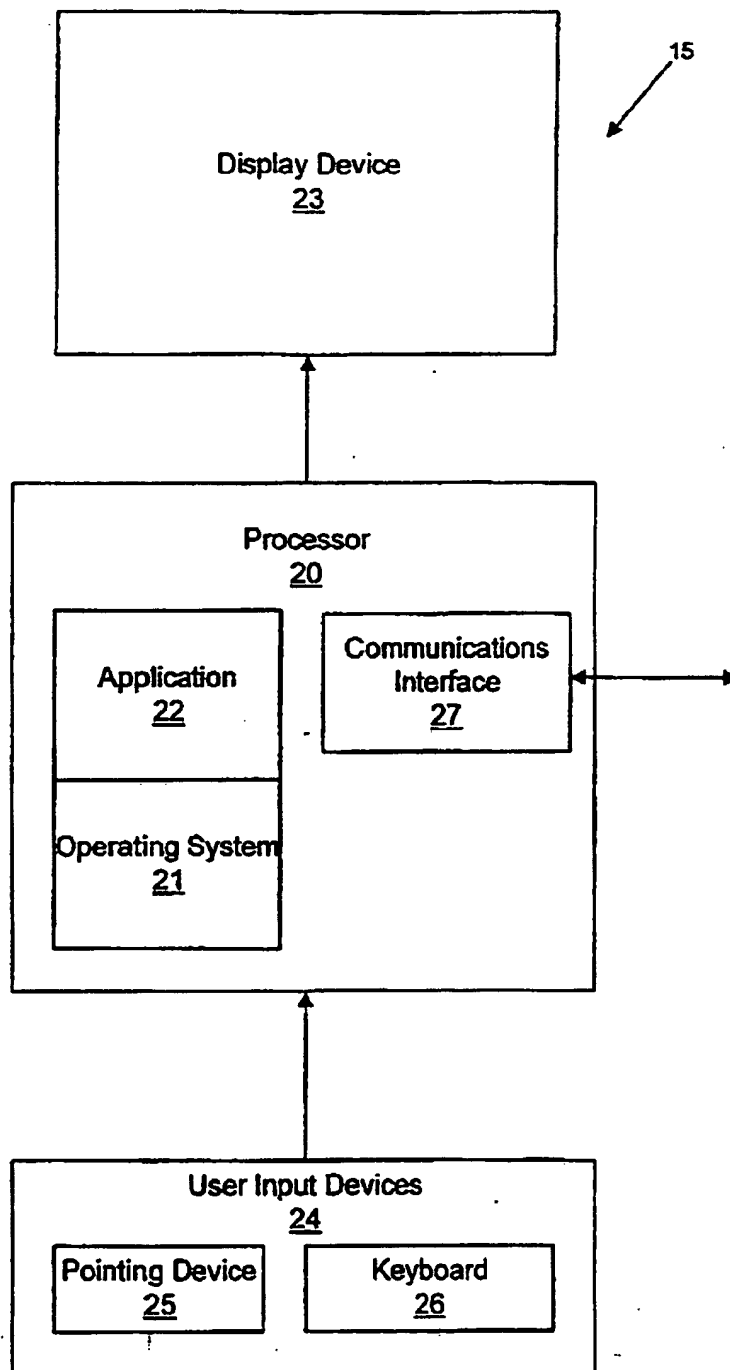 15
Display Device
23
Processor
20
Application
22
Communications
Interface
27
Operating System
21
User Input Devices
24
Pointing Device
25
Keyboard
26